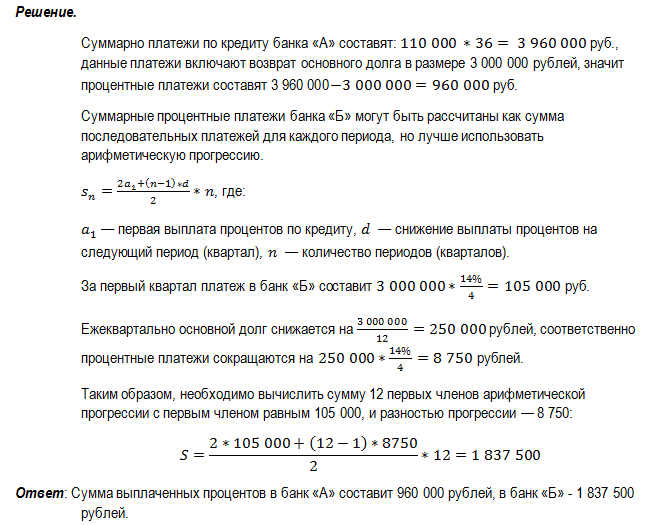 Решение.
Суммарно платежи по кредиту банка «А» составят: 110 000 * 36 = 3 960 000 руб.,
данные платежи включают возврат основного долга в размере 3 000 000 рублей, значит
процентные платежи составят 3 960 000−3 000 000 = 960 000 руб.
Суммарные процентные платежи банка «Б» могут быть рассчитаны как сумма
последовательных платежей для каждого периода, но лучше использовать
арифметическую прогрессию.
sₙ = (2a₁+(n−1)*d)/2 * n, где:
a₁ — первая выплата процентов по кредиту, d — снижение выплаты процентов на
следующий период (квартал), n — количество периодов (кварталов).
За первый квартал платеж в банк «Б» составит 3 000 000 * 14%/4 = 105 000 руб.
Ежеквартально основной долг снижается на 3 000 000/12 = 250 000 рублей, соответственно
процентные платежи сокращаются на 250 000 * 14%/4 = 8 750 рублей.
Таким образом, необходимо вычислить сумму 12 первых членов арифметической
прогрессии с первым членом равным 105 000, и разностью прогрессии — 8 750:
S = (2 * 105 000 + (12 − 1) * 8750)/2 * 12 = 1 837 500
Ответ: Сумма выплаченных процентов в банк «А» составит 960 000 рублей, в банк «Б» - 1 837 500
рублей.